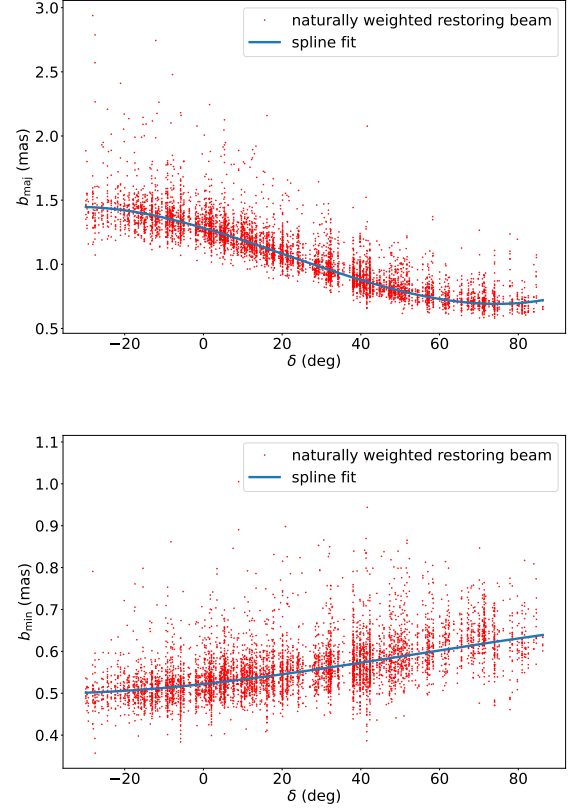 3.0
2.5
2.0
1.5
1.0
0.5
b_maj (mas)
naturally weighted restoring beam
spline fit
−20 0 20 40 60 80
δ (deg)
1.1
1.0
0.9
0.8
0.7
0.6
0.5
0.4
b_min (mas)
naturally weighted restoring beam
spline fit
−20 0 20 40 60 80
δ (deg)